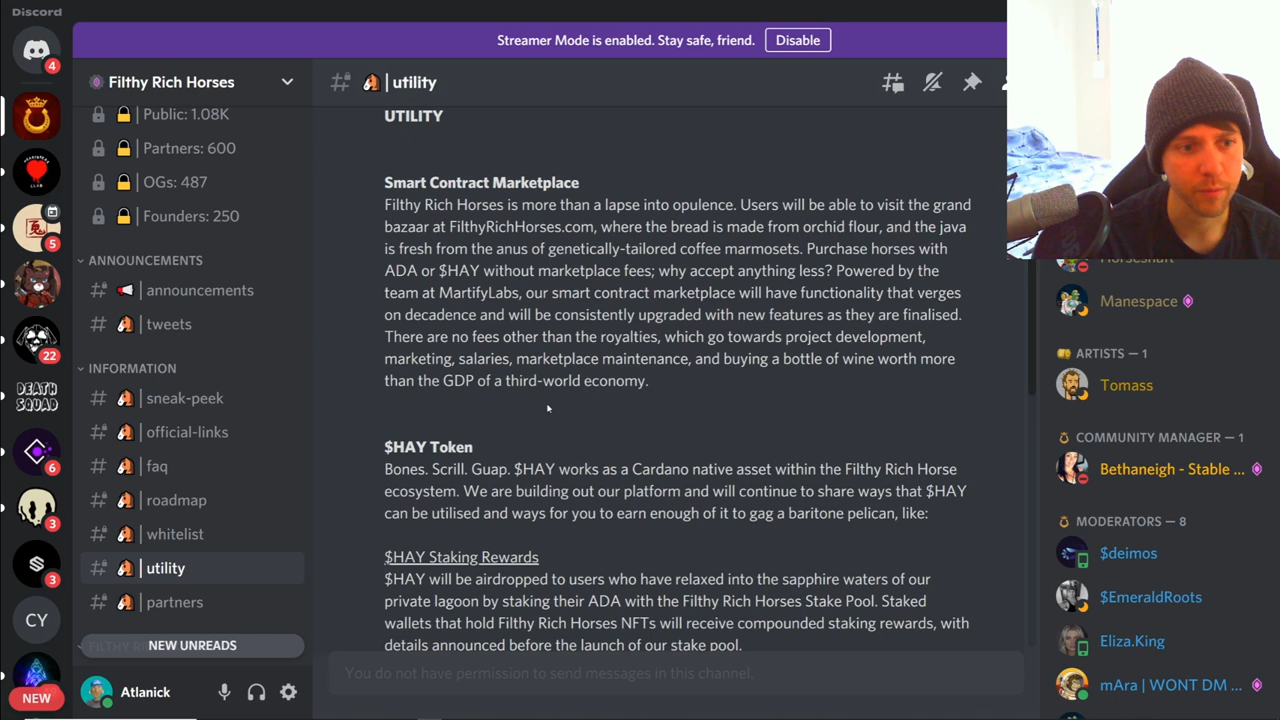 Discord
Streamer Mode is enabled. Stay safe, friend.
Disable
4
5
22
DEATH SQUAD
6
3
3
CY
NEW
Filthy Rich Horses
Public: 1.08K
Partners: 600
OGs: 487
Founders: 250
ANNOUNCEMENTS
announcements
tweets
INFORMATION
sneak-peek
official-links
faq
roadmap
whitelist
utility
partners
NEW UNREADS
Atlanick
| utility
UTILITY
Smart Contract Marketplace
Filthy Rich Horses is more than a lapse into opulence. Users will be able to visit the grand
bazaar at FilthyRichHorses.com, where the bread is made from orchid flour, and the java
is fresh from the anus of genetically-tailored coffee marmosets. Purchase horses with
ADA or $HAY without marketplace fees; why accept anything less? Powered by the
team at MartifyLabs, our smart contract marketplace will have functionality that verges
on decadence and will be consistently upgraded with new features as they are finalised.
There are no fees other than the royalties, which go towards project development,
marketing, salaries, marketplace maintenance, and buying a bottle of wine worth more
than the GDP of a third-world economy.
$HAY Token
Bones. Scrill. Guap. $HAY works as a Cardano native asset within the Filthy Rich Horse
ecosystem. We are building out our platform and will continue to share ways that $HAY
can be utilised and ways for you to earn enough of it to gag a baritone pelican, like:
$HAY Staking Rewards
$HAY will be airdropped to users who have relaxed into the sapphire waters of our
private lagoon by staking their ADA with the Filthy Rich Horses Stake Pool. Staked
wallets that hold Filthy Rich Horses NFTs will receive compounded staking rewards, with
details announced before the launch of our stake pool.
You do not have permission to send messages in this channel.
Manespace
ARTISTS — 1
Tomass
COMMUNITY MANAGER — 1
Bethaneigh - Stable ...
MODERATORS — 8
$deimos
$EmeraldRoots
Eliza.King
mAra | WONT DM ...